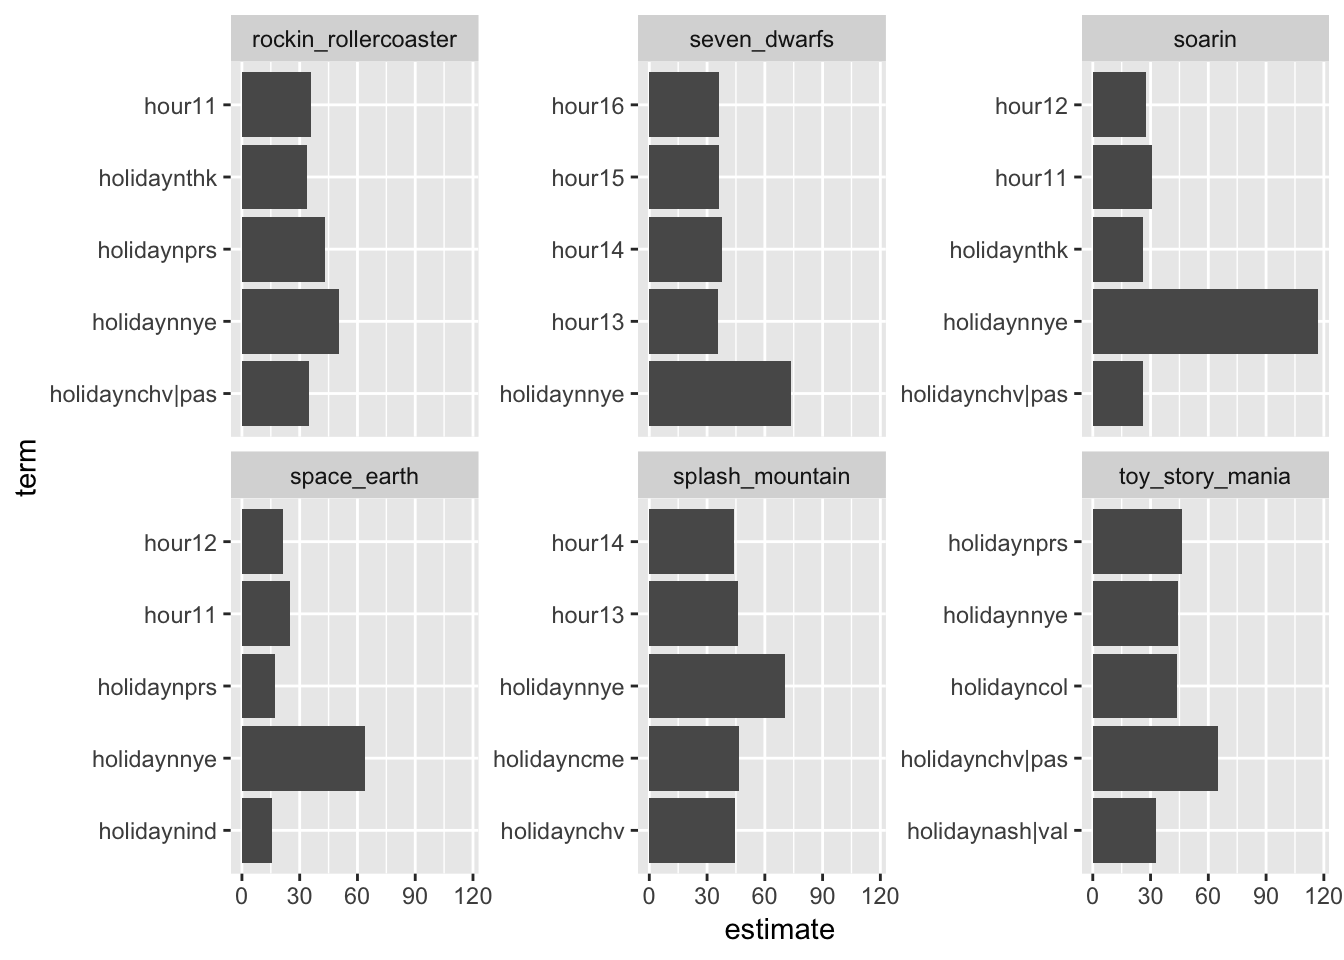 rockin_rollercoaster
hour11
holidaynthk
holidaynprs
holidaynnye
holidaynchv|pas
seven_dwarfs
hour16
hour15
hour14
hour13
holidaynnye
soarin
hour12
hour11
holidaynthk
holidaynnye
holidaynchv|pas
space_earth
hour12
hour11
holidaynprs
holidaynnye
holidaynind
0 30 60 90 120
splash_mountain
hour14
hour13
holidaynnye
holidayncme
holidaynchv
0 30 60 90 120
toy_story_mania
holidaynprs
holidaynnye
holidayncol
holidaynchv|pas
holidaynash|val
0 30 60 90 120
term
estimate